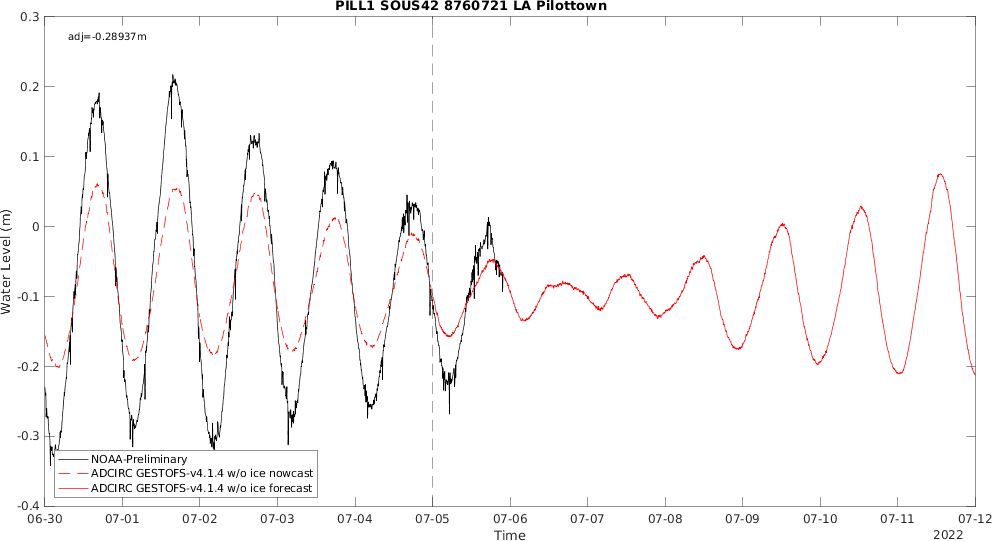 PILL1 SOUS42 8760721 LA Pilottown
adj=-0.28937m
0.3
0.2
0.1
0
-0.1
-0.2
-0.3
-0.4
Water Level (m)
NOAA-Preliminary
ADCIRC GESTOFS-v4.1.4 w/o ice nowcast
ADCIRC GESTOFS-v4.1.4 w/o ice forecast
06-30 07-01 07-02 07-03 07-04 07-05 07-06 07-07 07-08 07-09 07-10 07-11 07-12
Time
2022